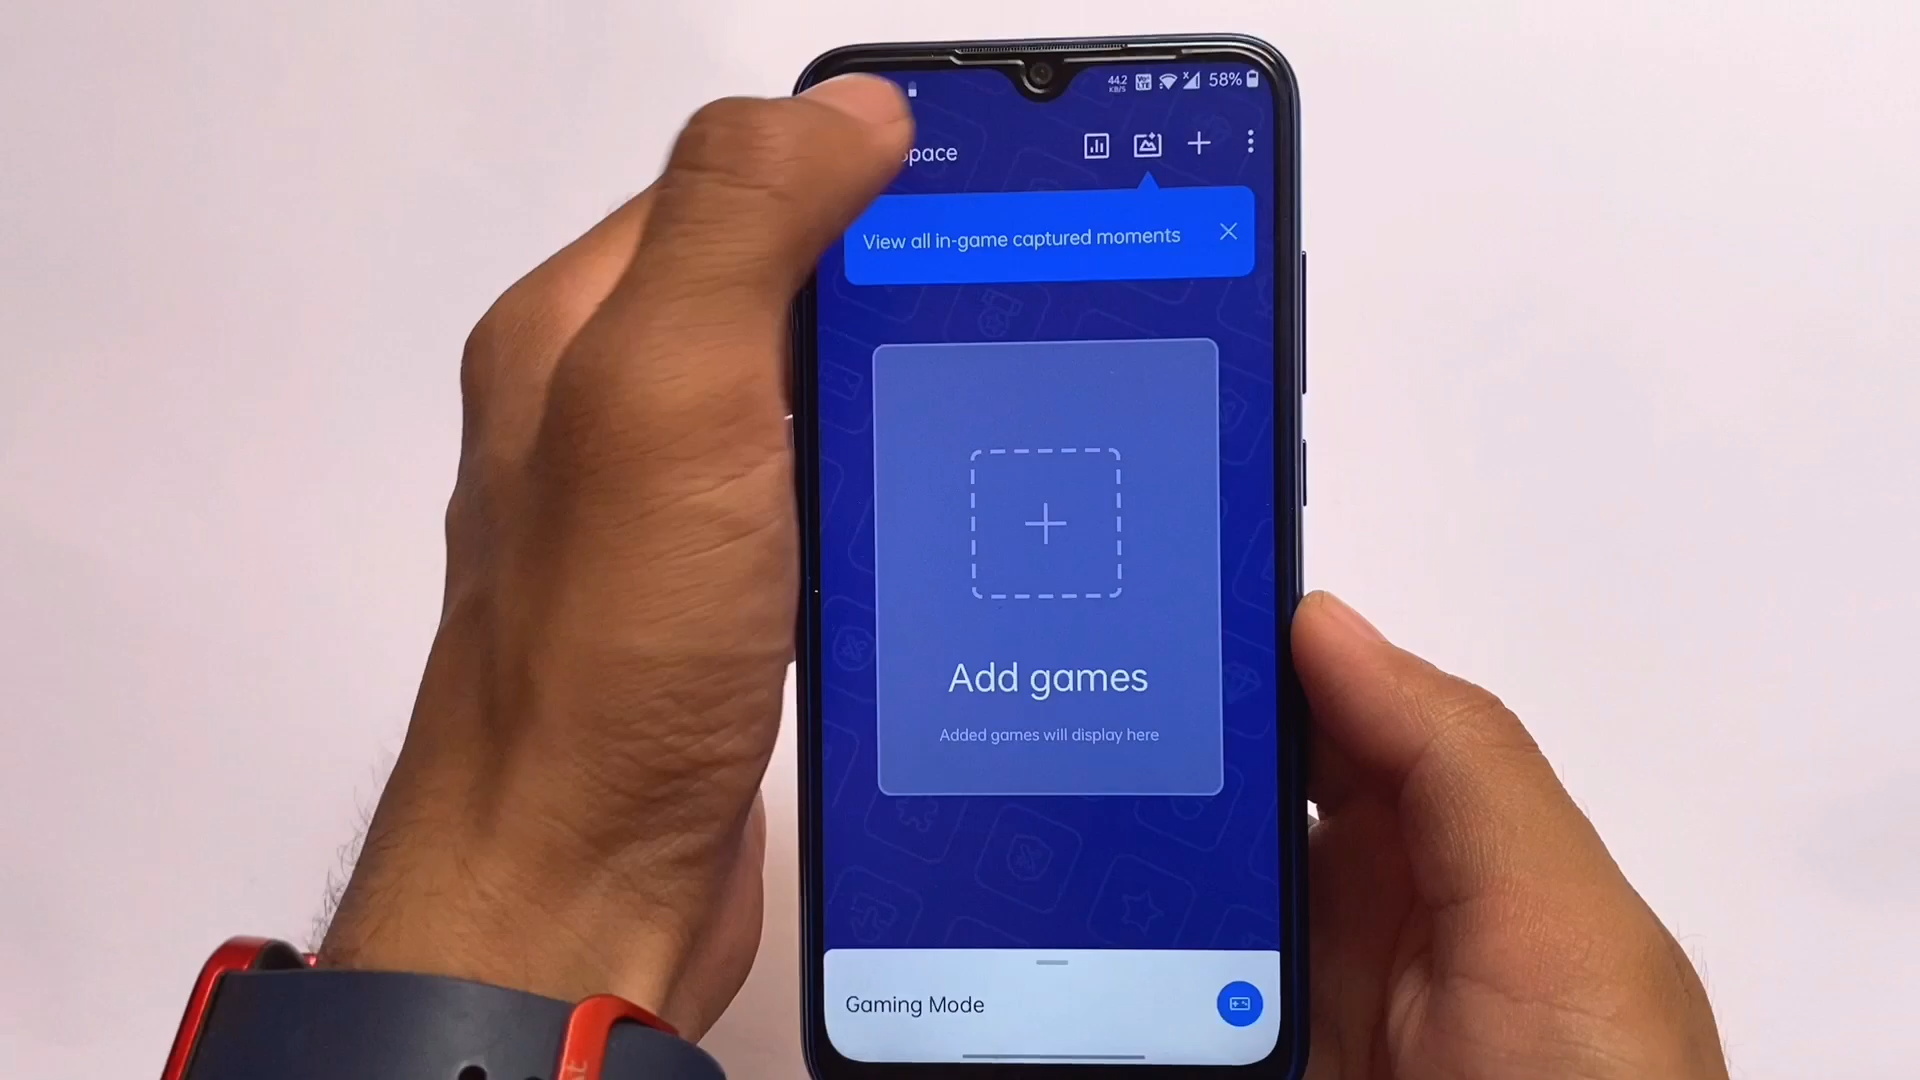 44.2
KB/S
58%
Space
View all in-game captured moments
Add games
Added games will display here
Gaming Mode